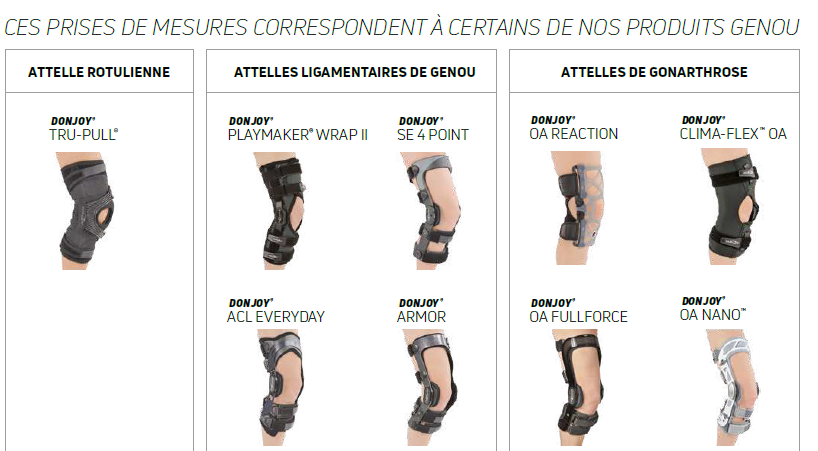 CES PRISES DE MESURES CORRESPONDENT À CERTAINS DE NOS PRODUITS GENOU
ATTELLE ROTULIENNE
DONJOY®
TRU-PULL®
ATTELLES LIGAMENTAIRES DE GENOU
DONJOY®
PLAYMAKER® WRAP II
DONJOY®
SE 4 POINT
DONJOY®
ACL EVERYDAY
DONJOY®
ARMOR
ATTELLES DE GONARTHROSE
DONJOY®
OA REACTION
DONJOY®
CLIMA-FLEX™ OA
DONJOY®
OA FULLFORCE
DONJOY®
OA NANO™